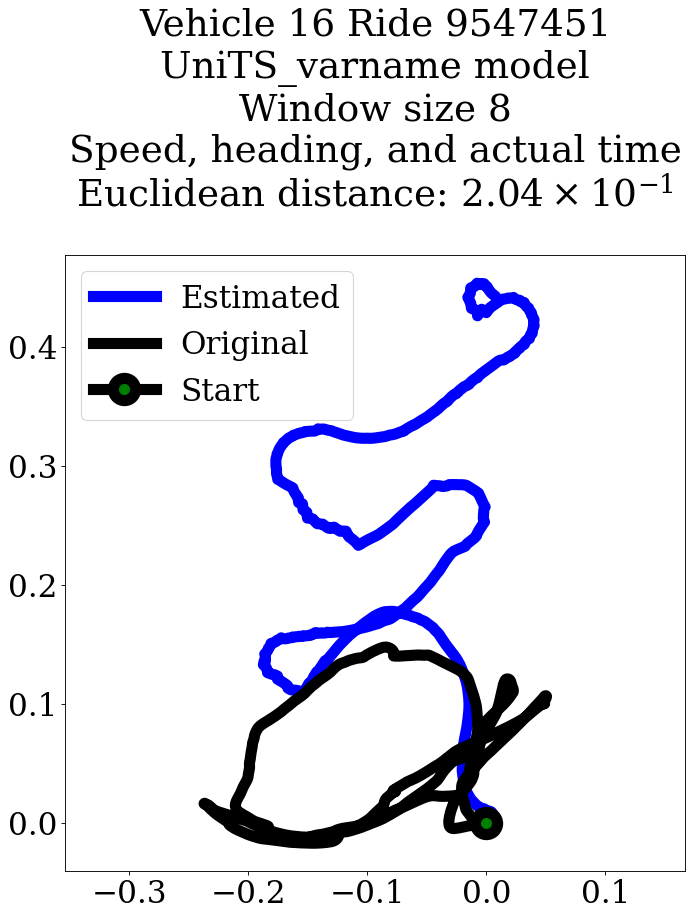 Vehicle 16 Ride 9547451
UniTS_varname model
Window size 8
Speed, heading, and actual time
Euclidean distance: 2.04 × 10⁻¹
Estimated
Original
Start
0.4
0.3
0.2
0.1
0.0
−0.3 −0.2 −0.1 0.0 0.1